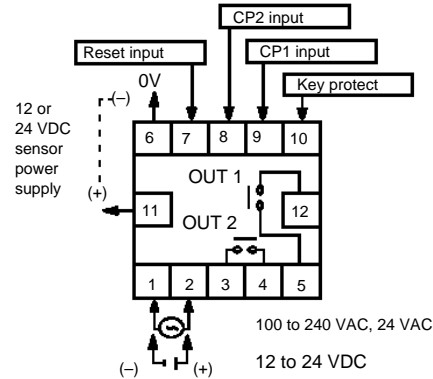 CP2 input
Reset input
CP1 input
0V
Key protect
(–)
12 or
24 VDC
sensor
power
supply
6 7 8 9 10
(+)
OUT 1
11
12
OUT 2
1 2 3 4 5
100 to 240 VAC, 24 VAC
(–) (+)
12 to 24 VDC